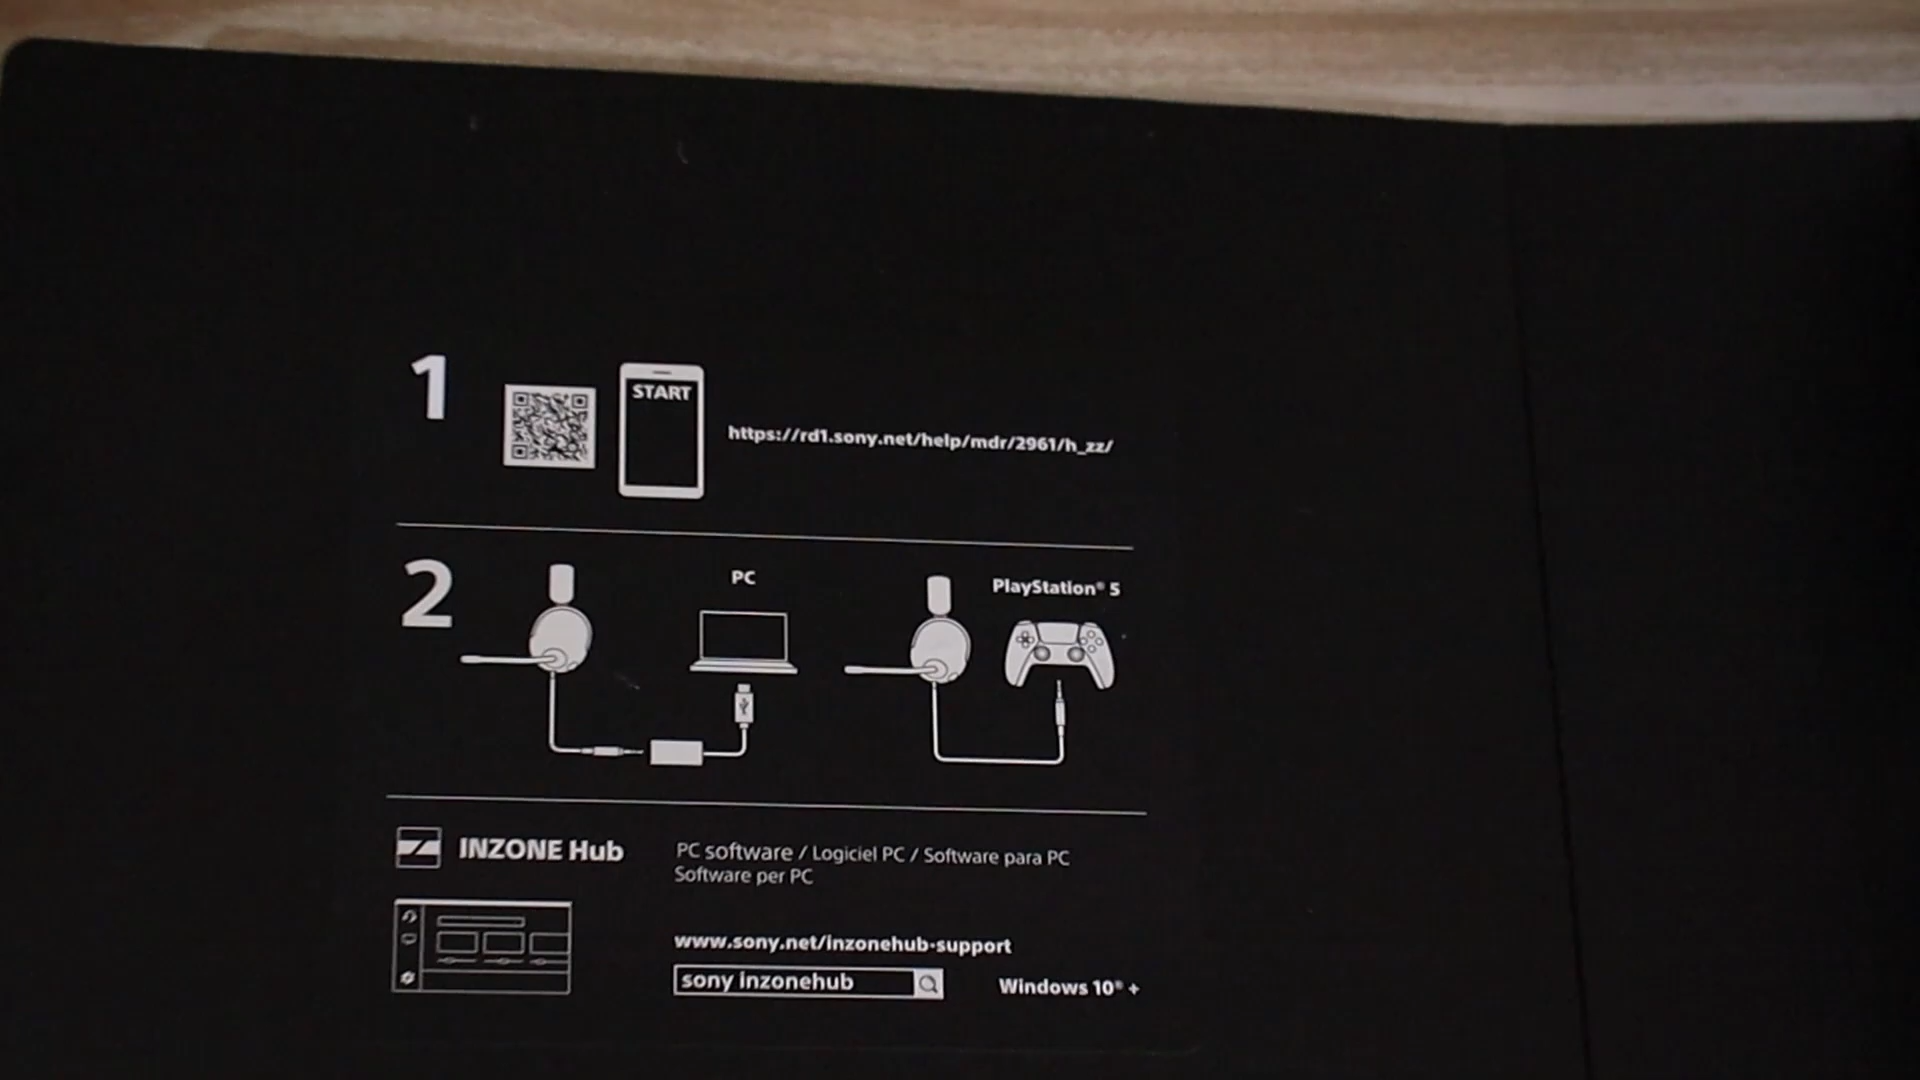 1
START
https://rd1.sony.net/help/mdr/2961/h_zz/
2
PC
PlayStation® 5
INZONE Hub
PC software / Logiciel PC / Software para PC
Software per PC
www.sony.net/inzonehub-support
sony inzonehub
Windows 10® +